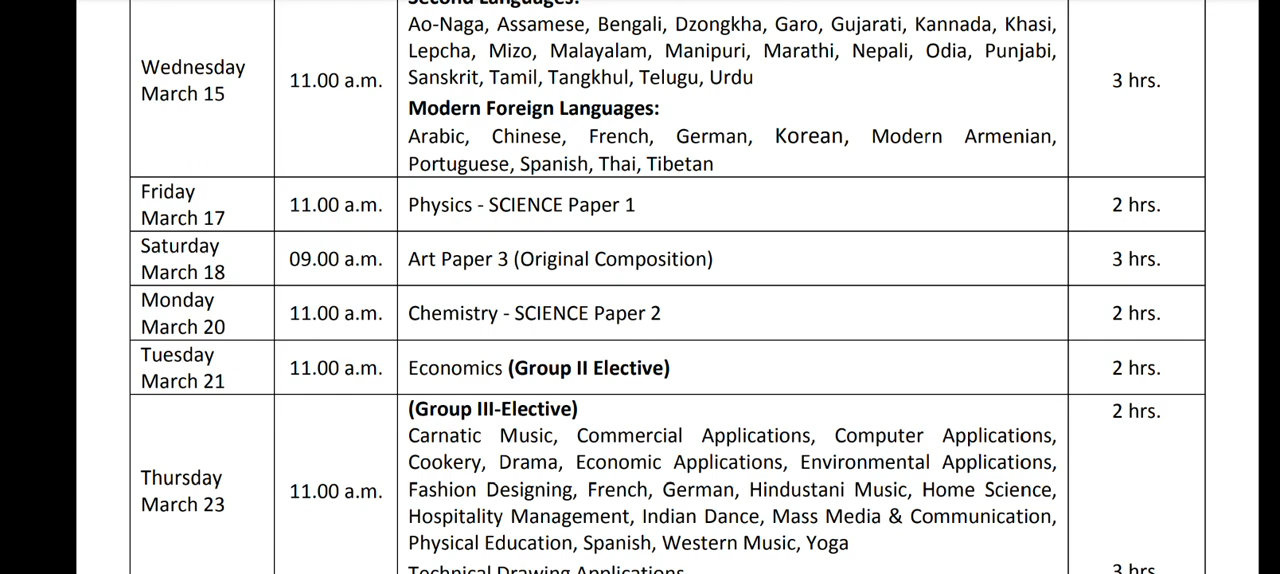 Second Languages:
Ao-Naga, Assamese, Bengali, Dzongkha, Garo, Gujarati, Kannada, Khasi,
Lepcha, Mizo, Malayalam, Manipuri, Marathi, Nepali, Odia, Punjabi,
Sanskrit, Tamil, Tangkhul, Telugu, Urdu
Wednesday
March 15
11.00 a.m.
3 hrs.
Modern Foreign Languages:
Arabic, Chinese, French, German, Korean, Modern Armenian,
Portuguese, Spanish, Thai, Tibetan
Friday
March 17
11.00 a.m.
Physics - SCIENCE Paper 1
2 hrs.
Saturday
March 18
09.00 a.m.
Art Paper 3 (Original Composition)
3 hrs.
Monday
March 20
11.00 a.m.
Chemistry - SCIENCE Paper 2
2 hrs.
Tuesday
March 21
11.00 a.m.
Economics (Group II Elective)
2 hrs.
Thursday
March 23
11.00 a.m.
(Group III-Elective)
2 hrs.
Carnatic Music, Commercial Applications, Computer Applications,
Cookery, Drama, Economic Applications, Environmental Applications,
Fashion Designing, French, German, Hindustani Music, Home Science,
Hospitality Management, Indian Dance, Mass Media & Communication,
Physical Education, Spanish, Western Music, Yoga
Technical Drawing Applications
3 hrs.